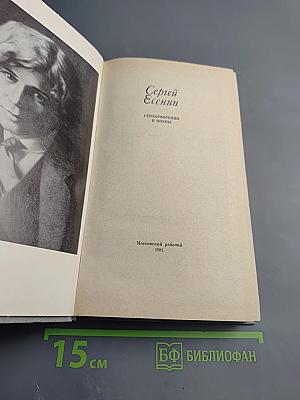 Сергей
Есенин
СТИХОТВОРЕНИЯ
И ПОЭМЫ
Московский рабочий
1981
15 см
БФ БИБЛИОФАН